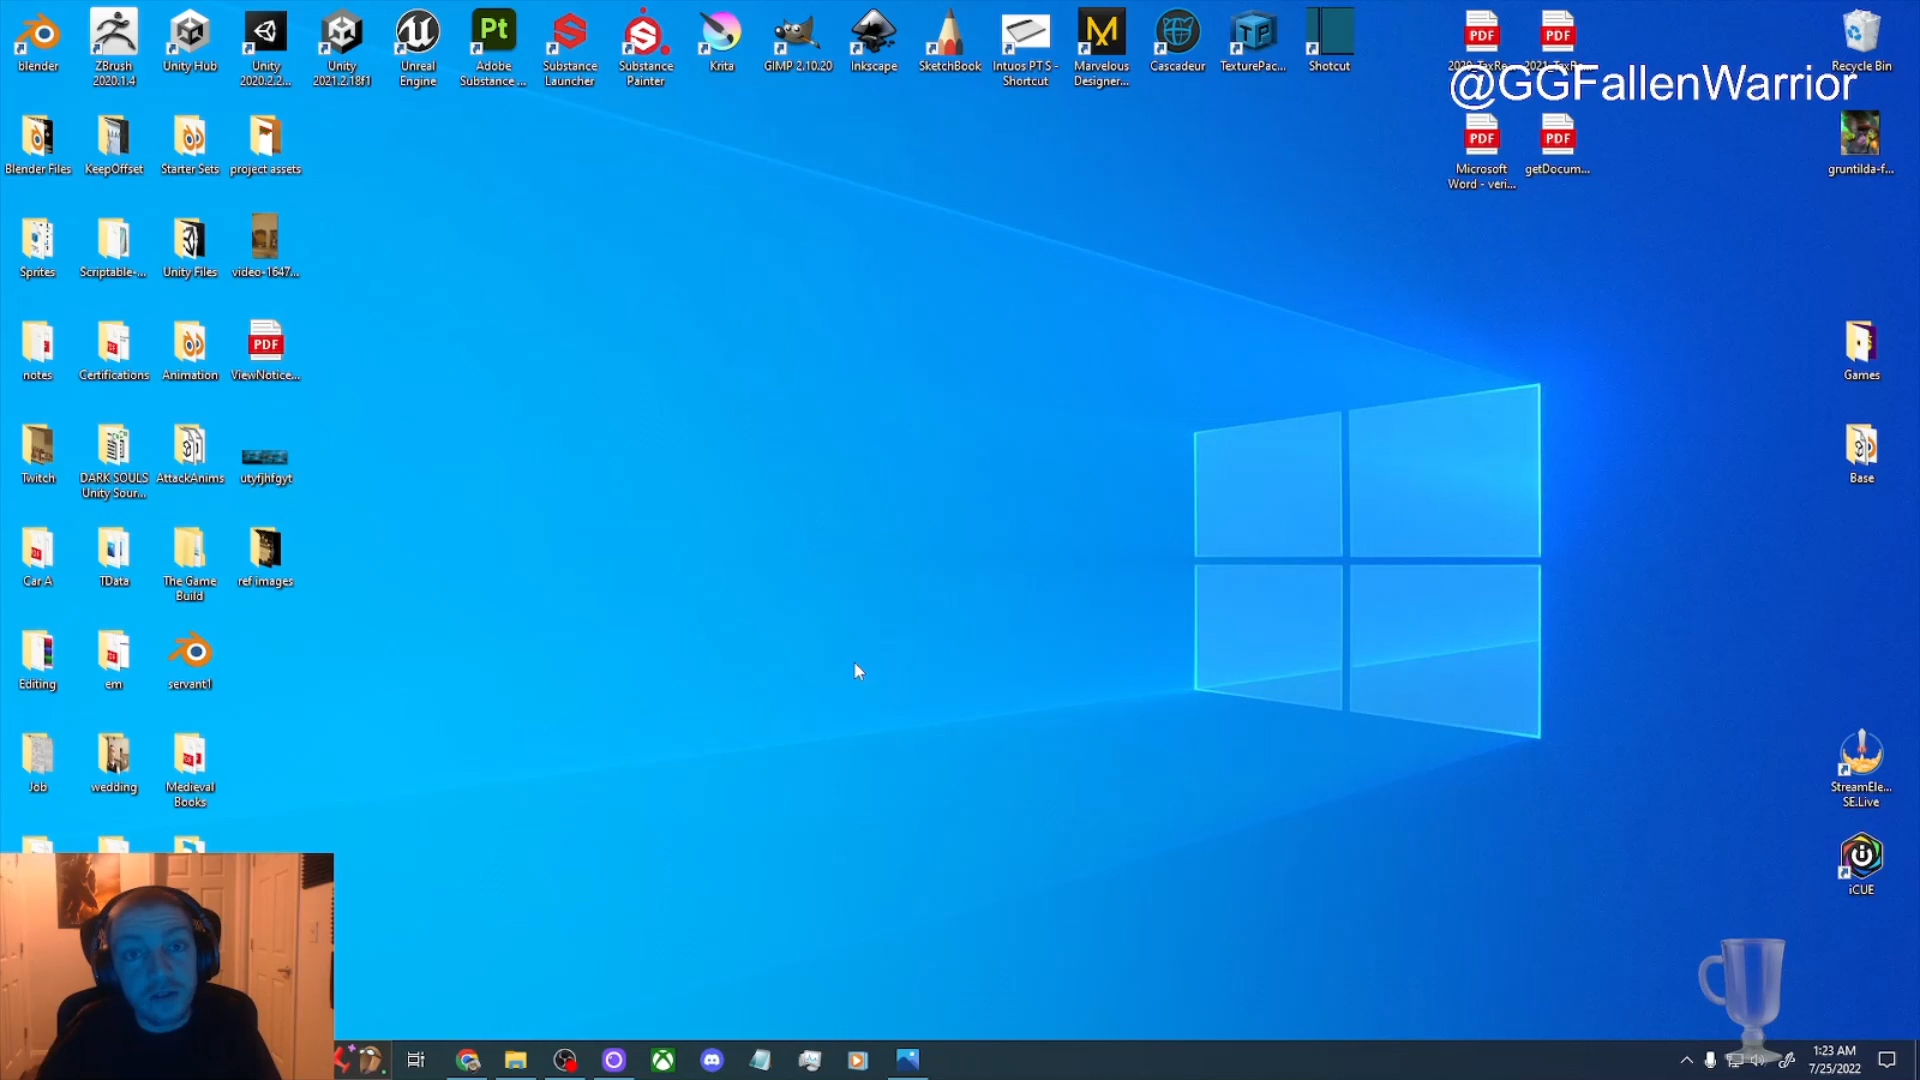 blender
ZBrush
2020.1.4
Unity Hub
Unity
2020.2.2...
Unity
2021.2.18f1
Unreal
Engine
Pt
Adobe
Substance ...
Substance
Launcher
Substance
Painter
Krita
GIMP 2.10.20
Inkscape
SketchBook
Intuos PT S -
Shortcut
Marvelous
Designer...
Cascadeur
TP
TexturePac...
Shotcut
PDF
2020_TaxRe...
PDF
2021_TaxRe...
@GGFallenWarrior
Recycle Bin
Blender Files
KeepOffset
Starter Sets
project assets
PDF
Microsoft
Word - veri...
PDF
getDocum...
gruntilda-f...
Sprites
Scriptable-...
Unity Files
video-1647...
notes
Certifications
Animation
PDF
ViewNotice...
Games
Twitch
DARK SOULS
Unity Sour...
AttackAnims
utyfjhfgyt
Base
Car A
TData
The Game
Build
ref images
Editing
em
servant1
Job
wedding
Medieval
Books
StreamEle...
SE.Live
iCUE
1:23 AM
7/25/2022